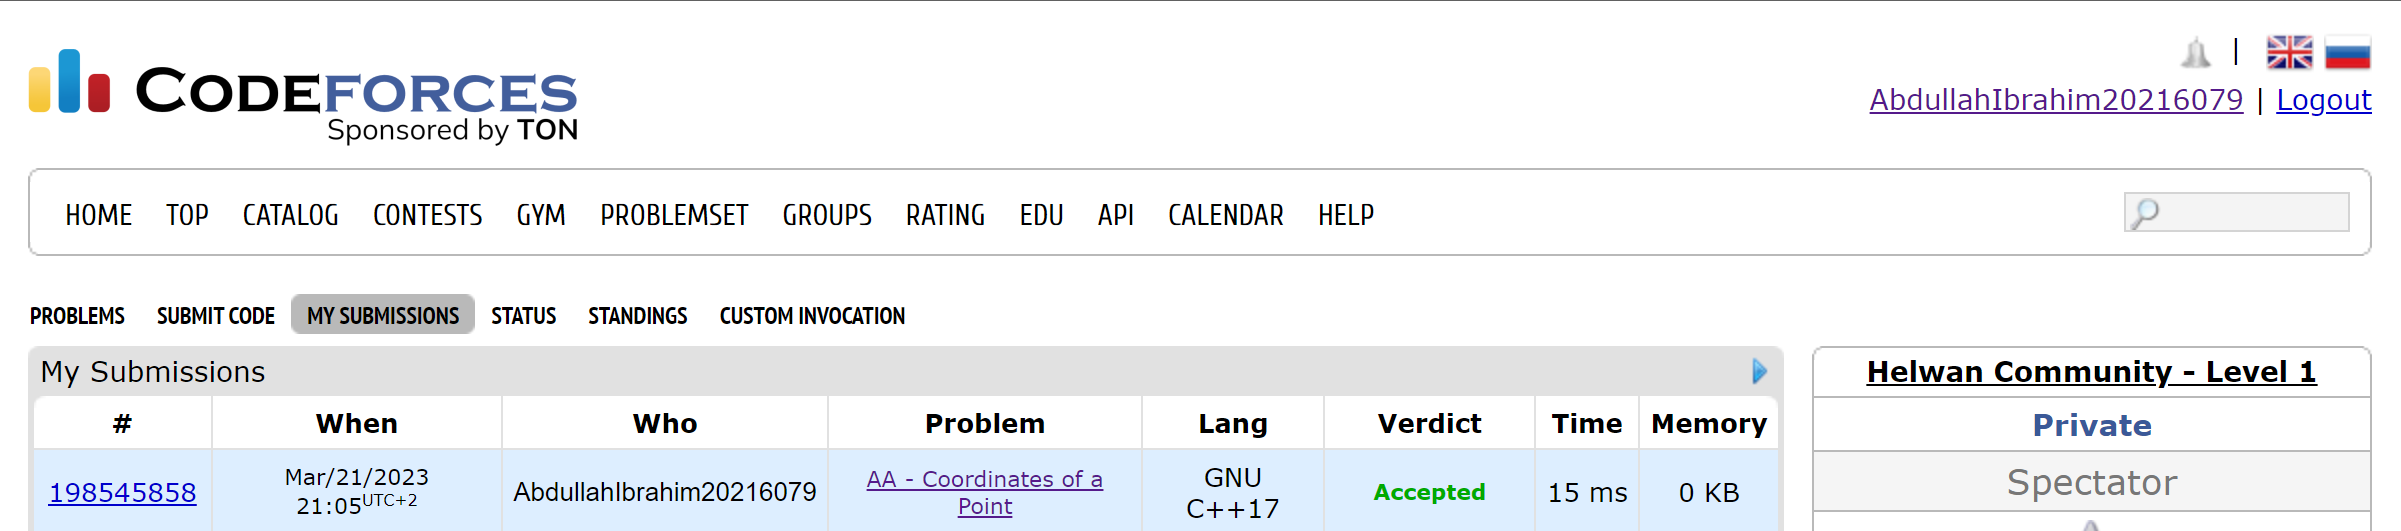 CODEFORCES
Sponsored by TON
|
AbdullahIbrahim20216079 | Logout
HOME TOP CATALOG CONTESTS GYM PROBLEMSET GROUPS RATING EDU API CALENDAR HELP
PROBLEMS SUBMIT CODE MY SUBMISSIONS STATUS STANDINGS CUSTOM INVOCATION
My Submissions
# When Who Problem Lang Verdict Time Memory
198545858
Mar/21/2023
21:05UTC+2
AbdullahIbrahim20216079
AA - Coordinates of a
Point
GNU
C++17
Accepted
15 ms
0 KB
Helwan Community - Level 1
Private
Spectator